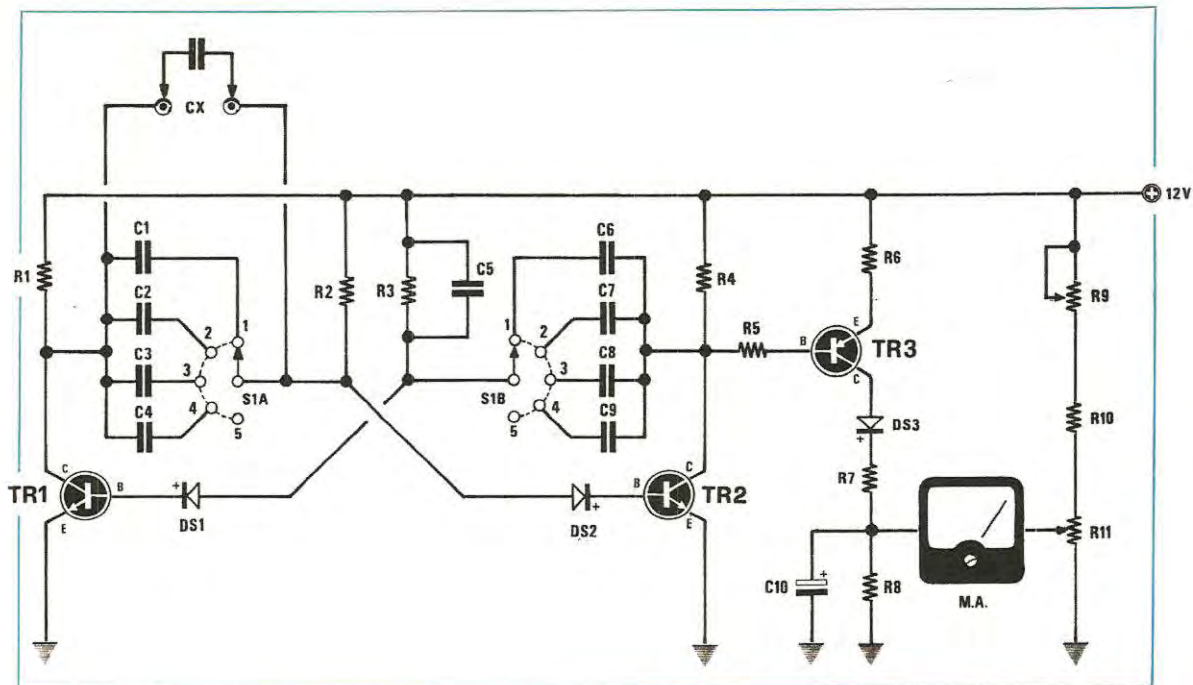 CX
12V
R1
C1
C2
C3
C4
1
2
3
4
5
S1A
R2
R3
C5
S1B
1
2
3
4
5
C6
C7
C8
C9
R4
R5
R6
B
E
C
TR3
DS3
+
R7
R8
C10
+
M.A.
R9
R10
R11
TR1
C
B
E
+
DS1
DS2
+
B
C
E
TR2